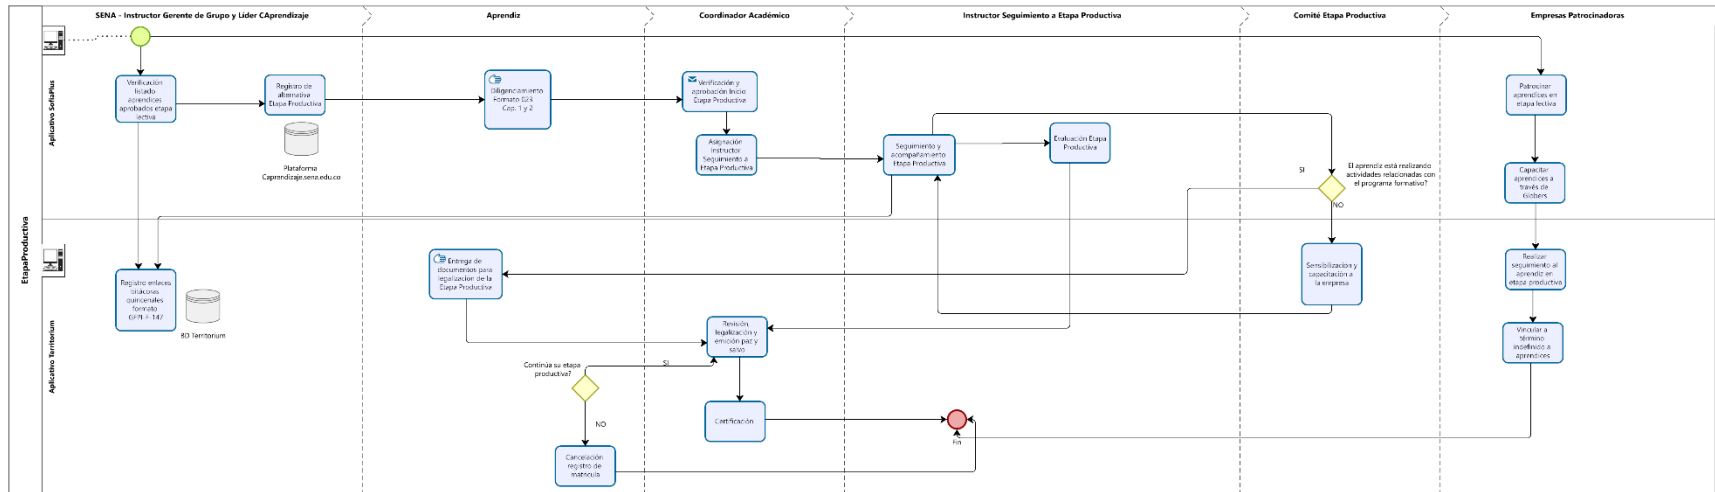 SENA - Instructor Gerente de Grupo y Líder CAprendizaje
Aprendiz
Coordinador Académico
Instructor Seguimiento a Etapa Productiva
Comité Etapa Productiva
Empresas Patrocinadoras
EtapaProductiva
Aplicativo SofiaPlus
Verificación
listado
aprendices
aprobados etapa
lectiva
Registro de
alternativa
Etapa Productiva
Plataforma
Caprendizaje.sena.edu.co
Diligenciamiento
Formato 023
Cap. 1 y 2
Verificación y
aprobación Inicio
Etapa Productiva
Asignación
Instructor
Seguimiento a
Etapa Productiva
Seguimiento y
acompañamiento
Etapa Productiva
Evaluación Etapa
Productiva
SI
El aprendiz está realizando
actividades relacionadas con
el programa formativo?
NO
Patrocinar
aprendices en
etapa lectiva
Capacitar
aprendices a
través de
Globers
Aplicativo Territorium
Registro enlaces
bitácoras
quincenales
formato
GFPI-F-147
BD Territorium
Entrega de
documentos para
legalización de la
Etapa Productiva
Revisión
legalización y
emición paz y
salvo
Continúa su etapa
productiva?
SI
NO
Cancelación
registro de
matrícula
Certificación
Fin
Sensibilización y
capacitación a
la empresa
Realizar
seguimiento al
aprendiz en
etapa productiva
Vincular a
término
indefinido a
aprendices